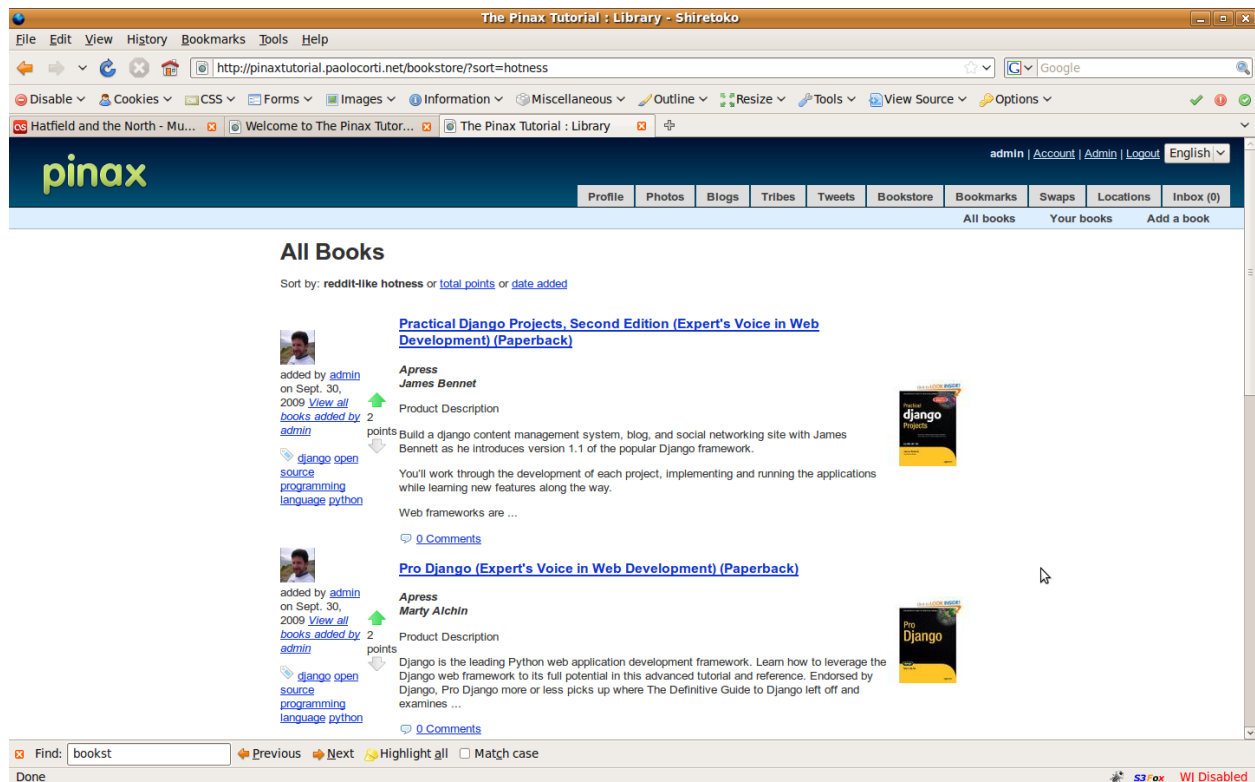 The Pinax Tutorial : Library - Shiretoko
File Edit View History Bookmarks Tools Help
http://pinaxtutorial.paolocorti.net/bookstore/?sort=hotness
Google
Disable Cookies CSS Forms Images Information Miscellaneous Outline Resize Tools View Source Options
Hatfield and the North - Mu... Welcome to The Pinax Tutor... The Pinax Tutorial : Library
pinax
admin | Account | Admin | Logout English
Profile Photos Blogs Tribes Tweets Bookstore Bookmarks Swaps Locations Inbox (0)
All books Your books Add a book
All Books
Sort by: reddit-like hotness or total points or date added
added by admin
on Sept. 30,
2009 View all
books added by
admin
django open
source
programming
language python
2
points
Practical Django Projects, Second Edition (Expert's Voice in Web
Development) (Paperback)
Apress
James Bennet
Product Description
Build a django content management system, blog, and social networking site with James
Bennett as he introduces version 1.1 of the popular Django framework.
You'll work through the development of each project, implementing and running the applications
while learning new features along the way.
Web frameworks are ...
0 Comments
Practical
django
Projects
added by admin
on Sept. 30,
2009 View all
books added by
admin
django open
source
programming
language python
2
points
Pro Django (Expert's Voice in Web Development) (Paperback)
Apress
Marty Alchin
Product Description
Django is the leading Python web application development framework. Learn how to leverage the
Django web framework to its full potential in this advanced tutorial and reference. Endorsed by
Django, Pro Django more or less picks up where The Definitive Guide to Django left off and
examines ...
0 Comments
Pro
Django
Find: bookst Previous Next Highlight all Match case
Done
S3Fox WJ Disabled